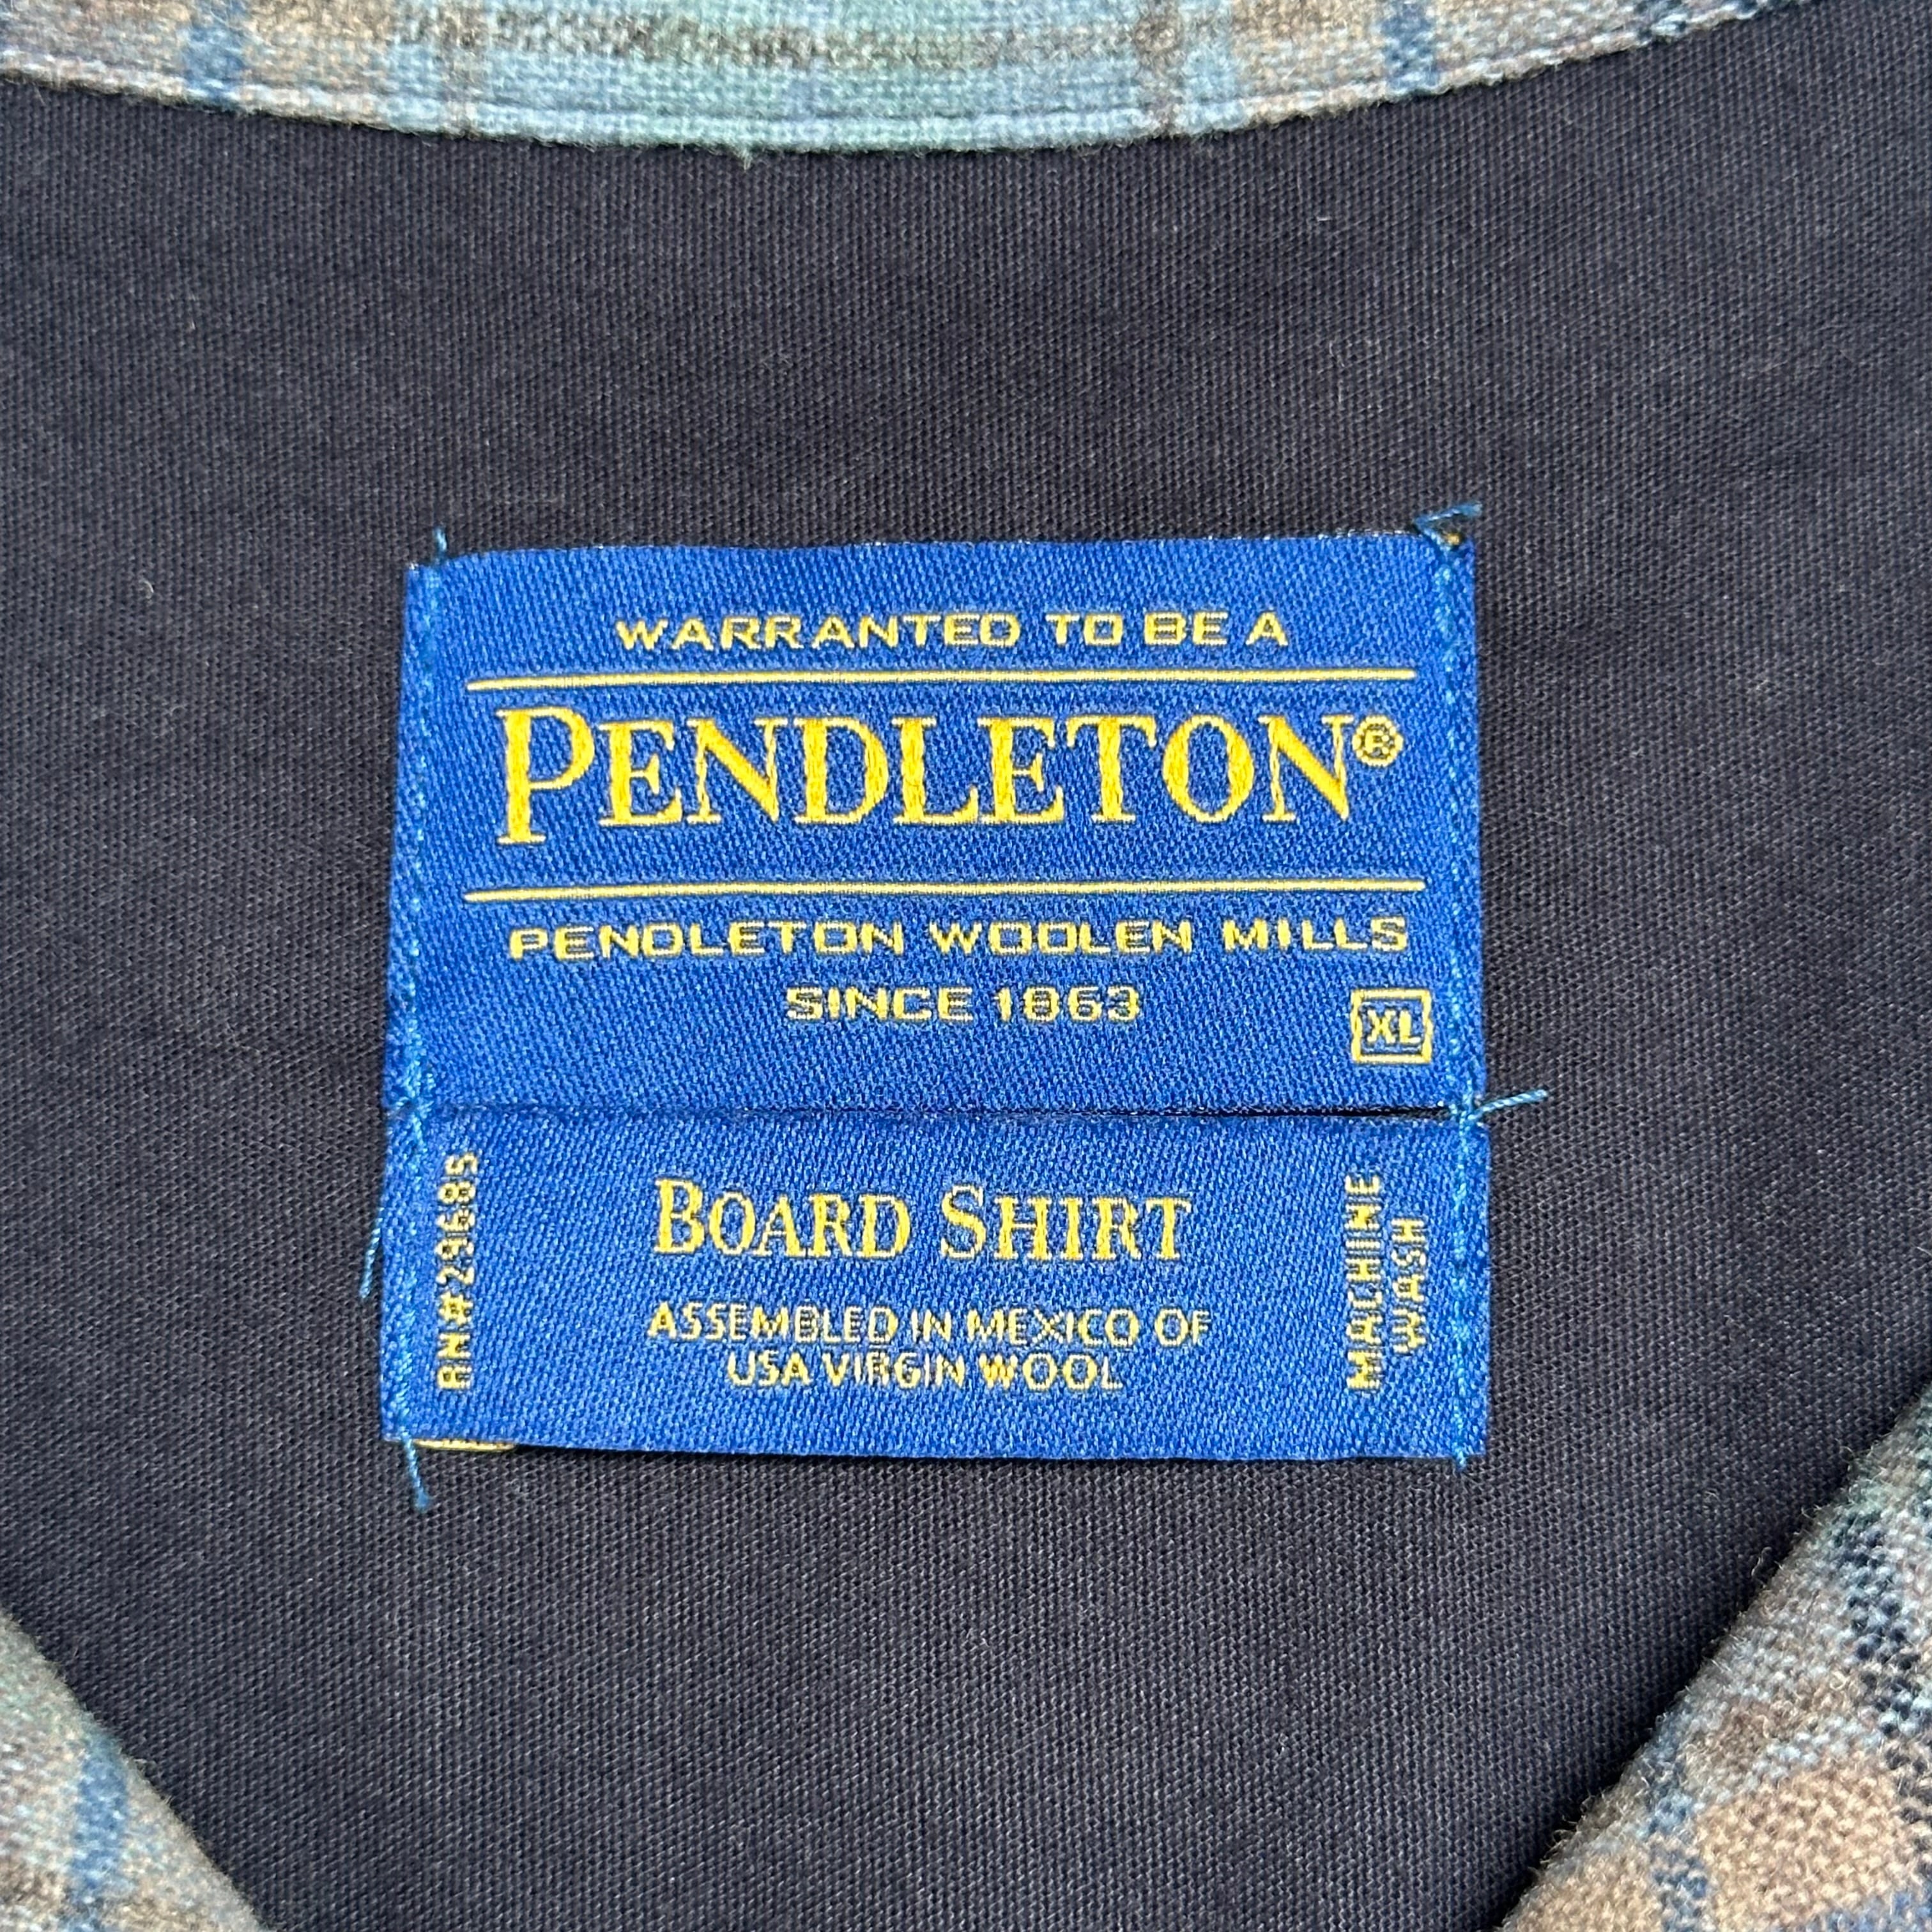 WARRANTED TO BE A
PENDLETON®
PENDLETON WOOLEN MILLS
SINCE 1863
XL
RN#29685
BOARD SHIRT
ASSEMBLED IN MEXICO OF
USA VIRGIN WOOL
MACHINE
WASH